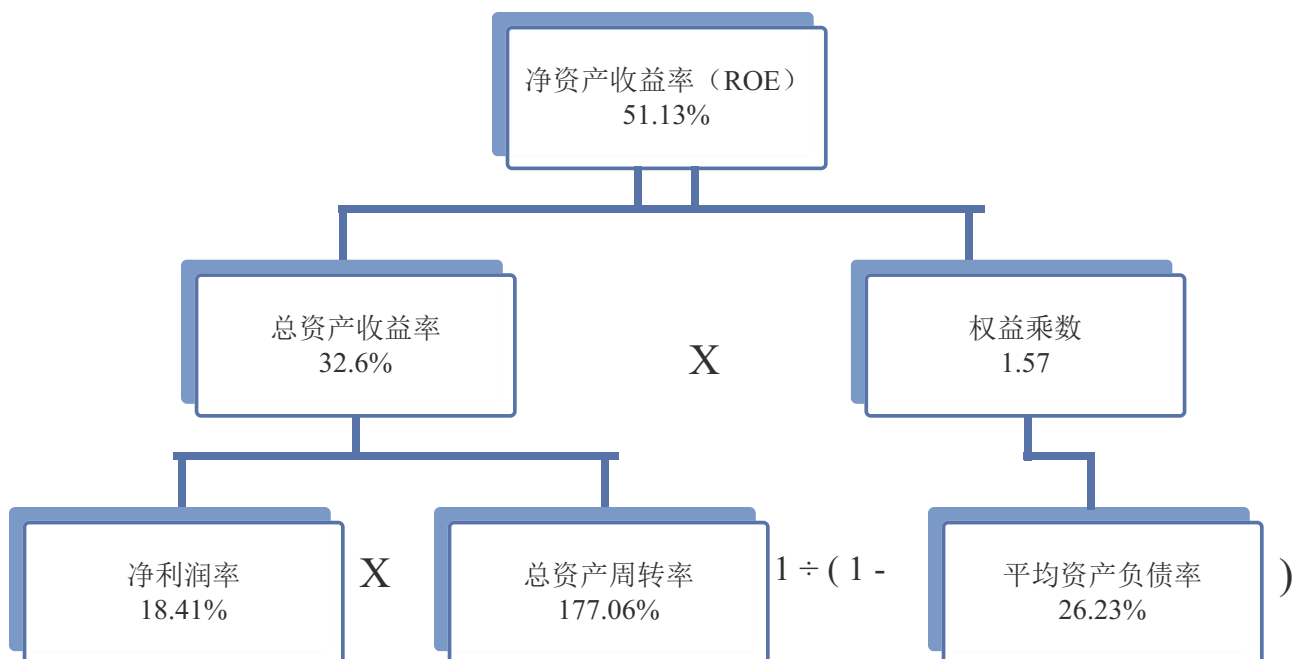 净资产收益率（ROE）
51.13%
总资产收益率
32.6%
X
权益乘数
1.57
净利润率
18.41%
X
总资产周转率
177.06%
1 ÷ ( 1 -
平均资产负债率
26.23%
)